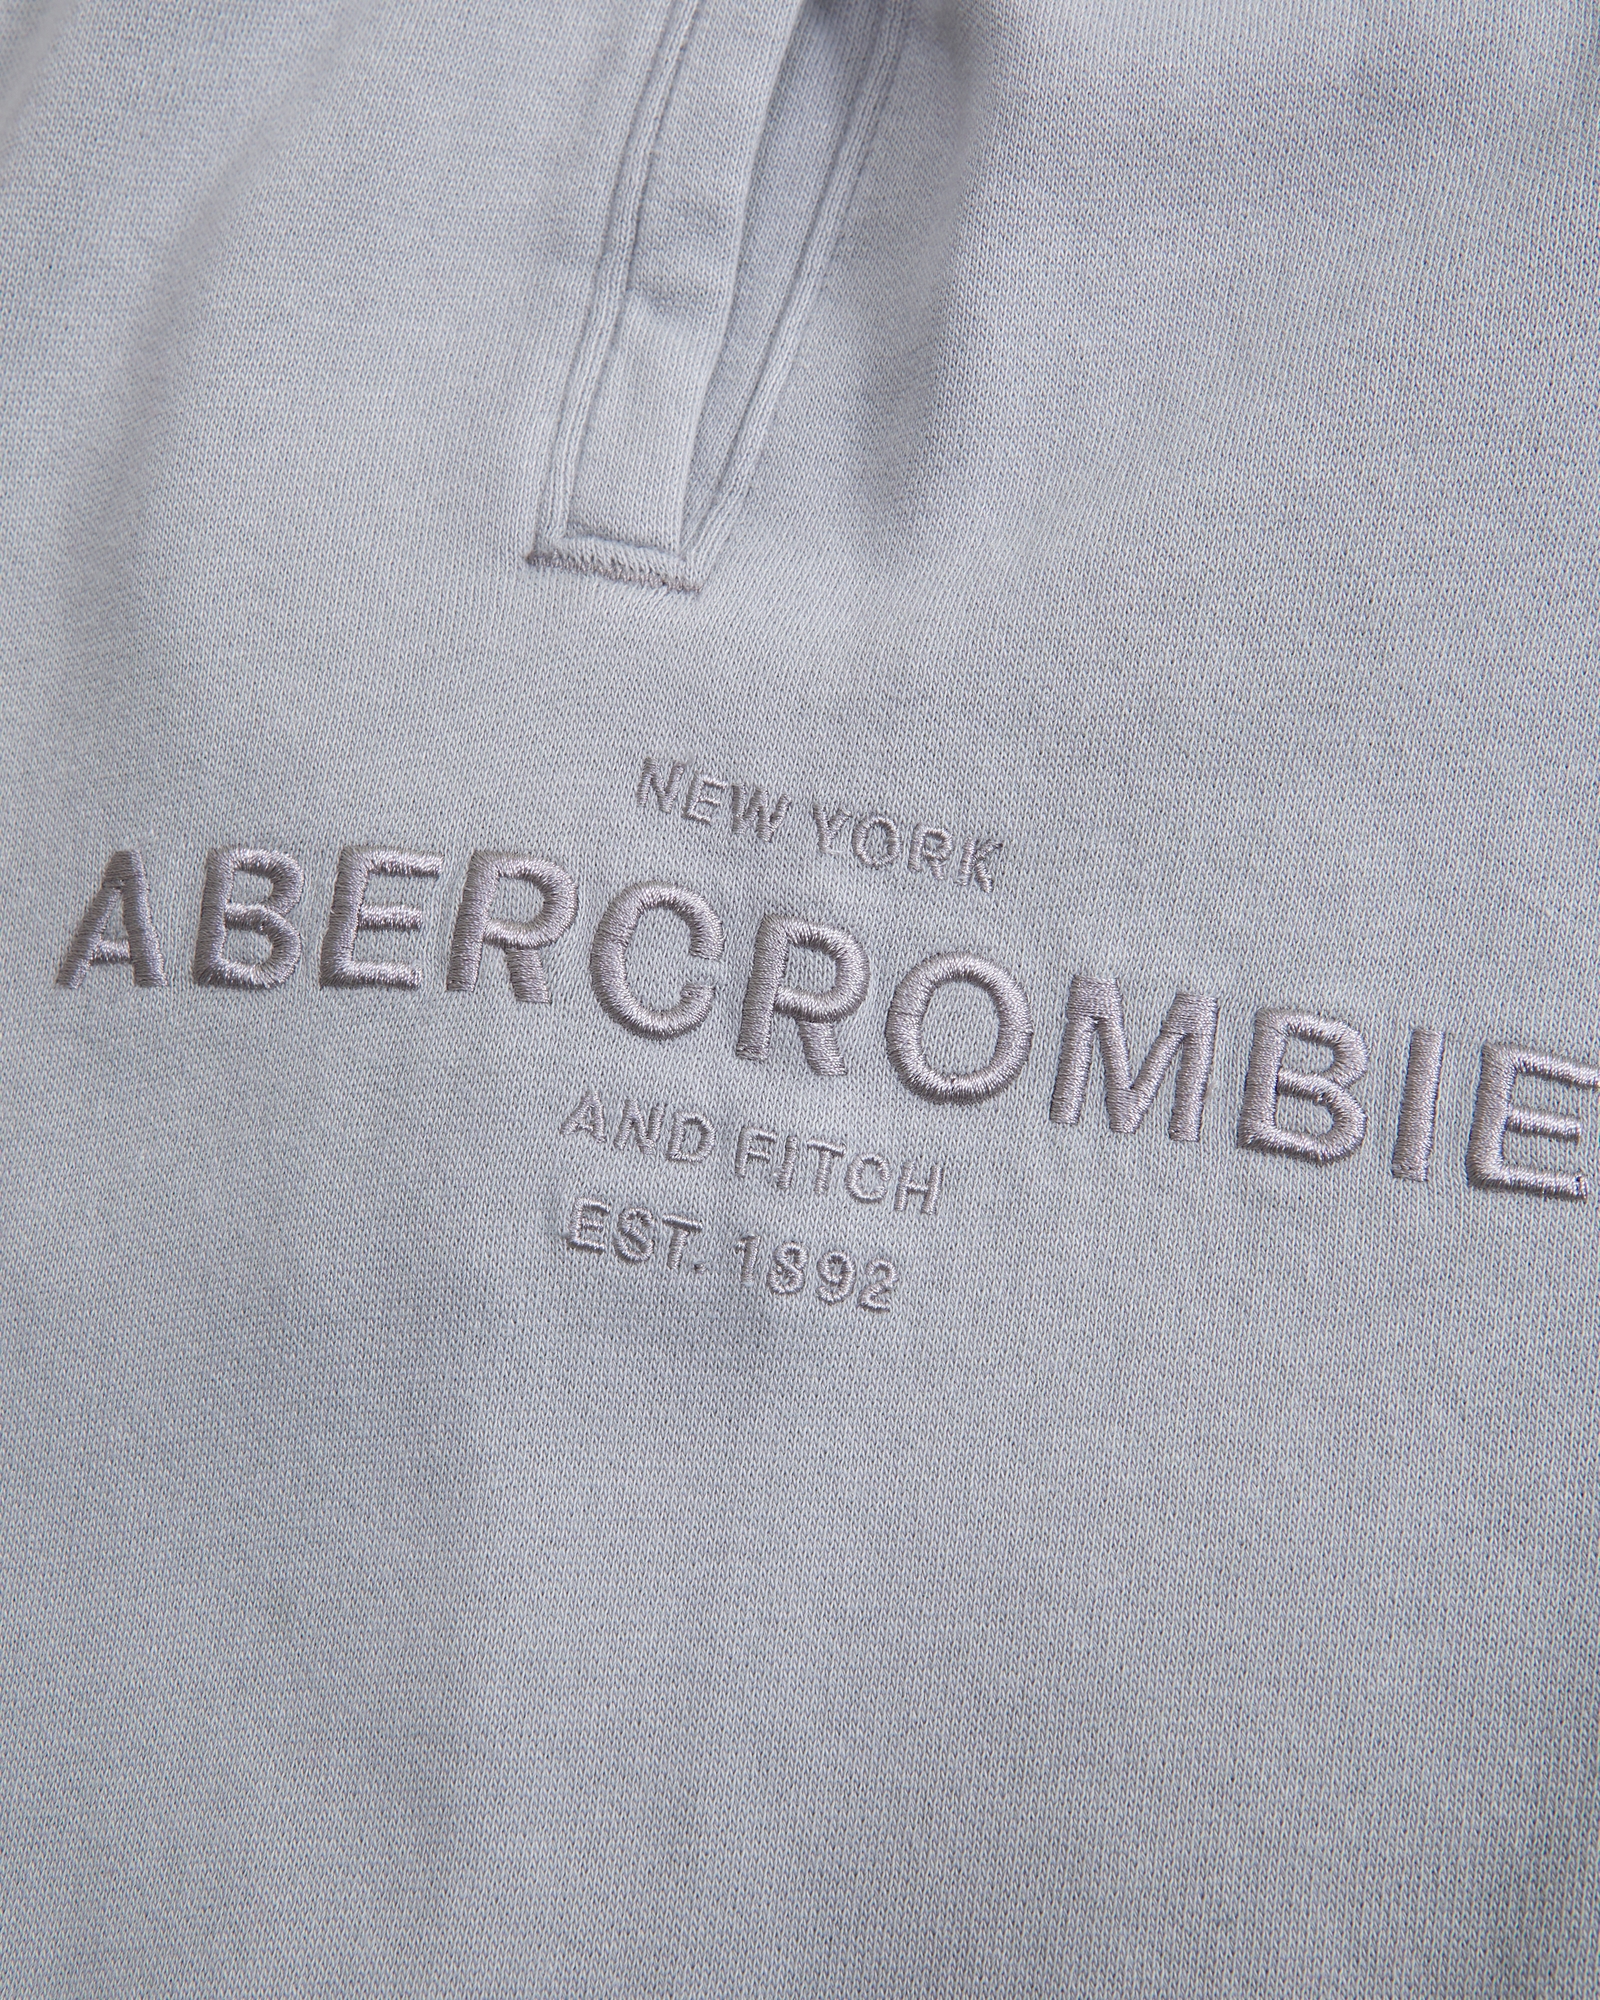 NEW YORK
ABERCROMBIE
AND FITCH
EST. 1892